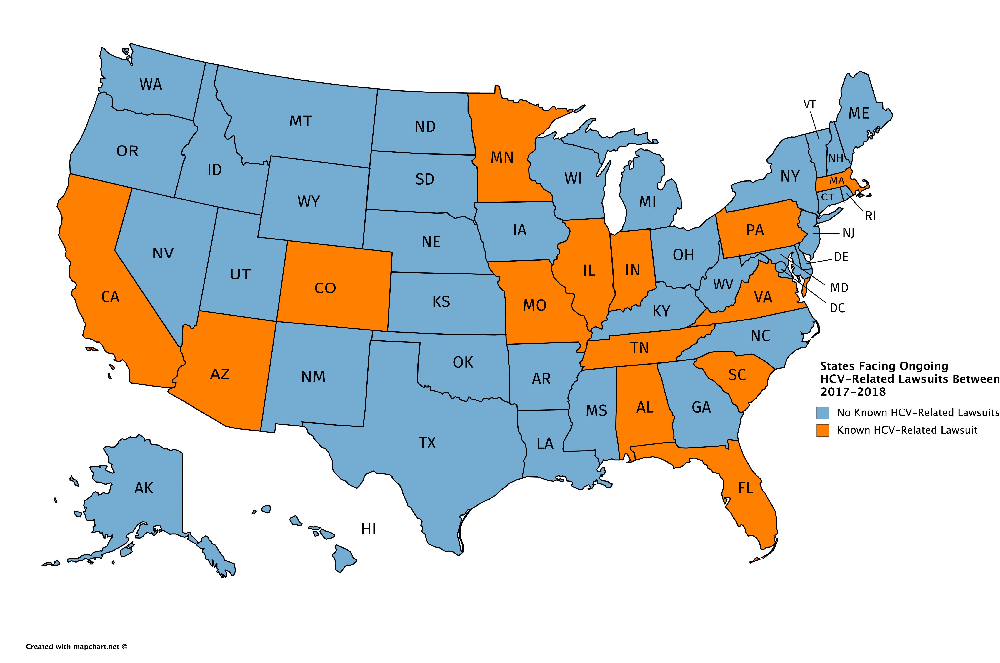 WA
MT
ND
MN
VT
ME
OR
ID
SD
WI
MI
NY
NH
MA
CT
RI
WY
IA
NE
PA
NJ
NV
UT
CO
KS
MO
IL
IN
OH
DE
WV
VA
MD
DC
KY
CA
AZ
NM
OK
AR
TN
NC
SC
MS
AL
GA
TX
LA
FL
AK
HI
States Facing Ongoing
HCV-Related Lawsuits Between
2017-2018
No Known HCV-Related Lawsuits
Known HCV-Related Lawsuit
Created with mapchart.net ©